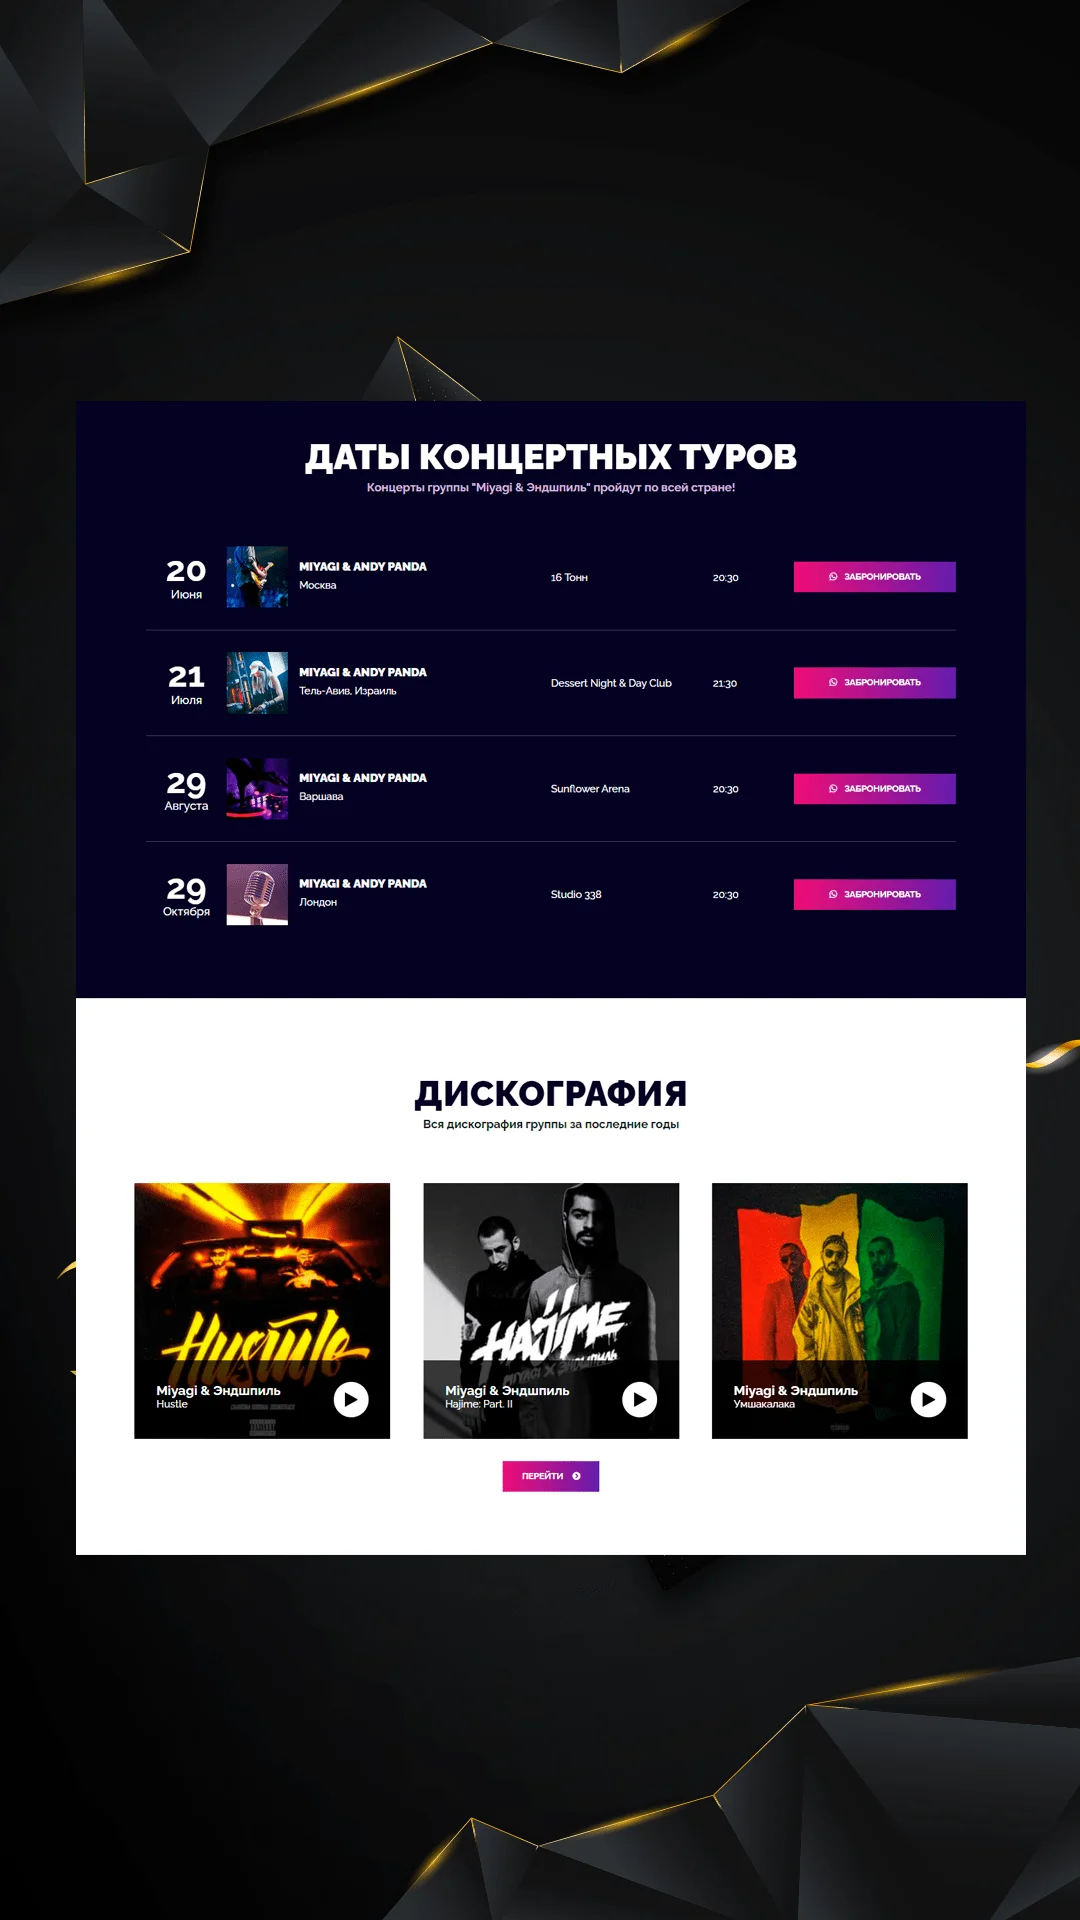 ДАТЫ КОНЦЕРТНЫХ ТУРОВ
Концерты группы "Miyagi & Эндшпиль" пройдут по всей стране!
20
Июня
MIYAGI & ANDY PANDA
Москва
16 Тонн
20:30
ЗАБРОНИРОВАТЬ
21
Июля
MIYAGI & ANDY PANDA
Тель-Авив, Израиль
Dessert Night & Day Club
21:30
ЗАБРОНИРОВАТЬ
29
Августа
MIYAGI & ANDY PANDA
Варшава
Sunflower Arena
20:30
ЗАБРОНИРОВАТЬ
29
Октября
MIYAGI & ANDY PANDA
Лондон
Studio 338
20:30
ЗАБРОНИРОВАТЬ
ДИСКОГРАФИЯ
Вся дискография группы за последние годы
Hustle
Miyagi & Эндшпиль
Hustle
HAJIME
MIYAGI X ЭНДШПИЛЬ
Miyagi & Эндшпиль
Hajime: Part. II
Miyagi & Эндшпиль
Умшакалака
ПЕРЕЙТИ